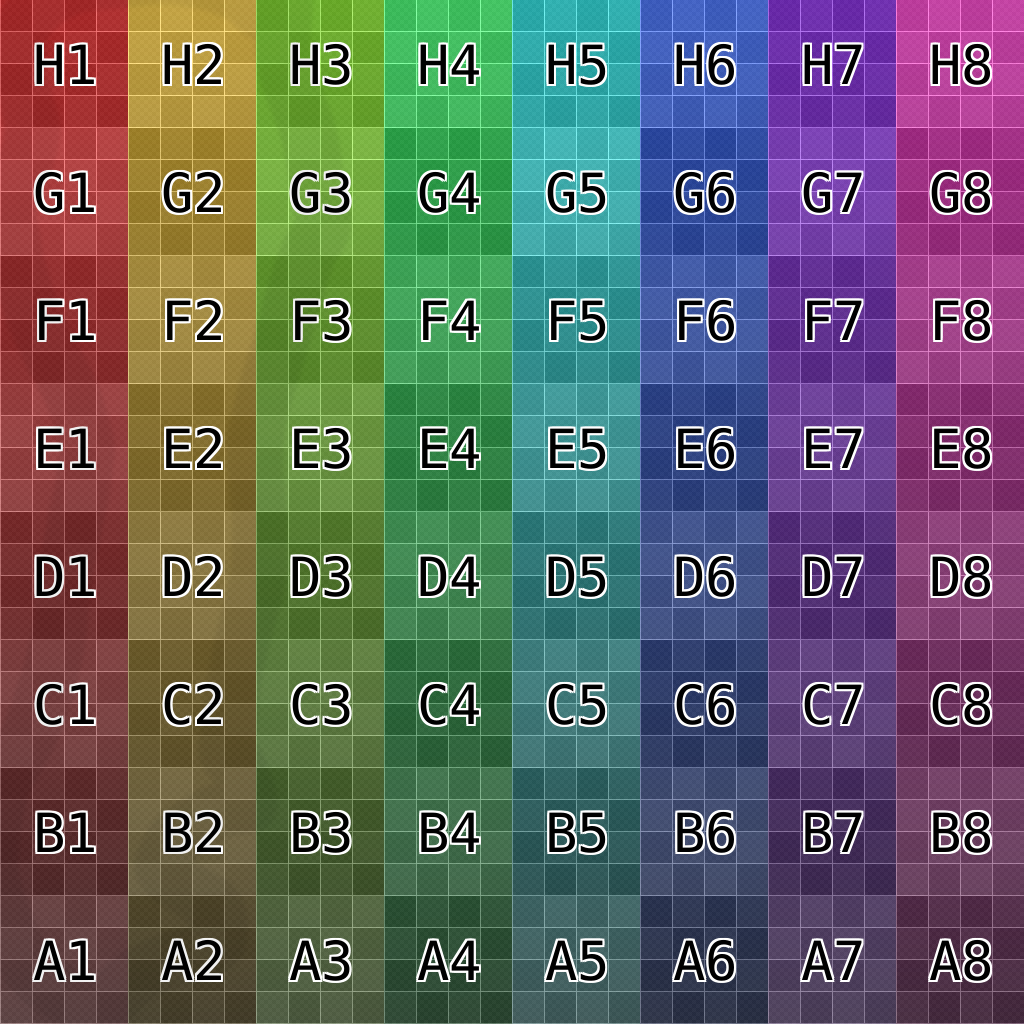 H1 H2 H3 H4 H5 H6 H7 H8
G1 G2 G3 G4 G5 G6 G7 G8
F1 F2 F3 F4 F5 F6 F7 F8
E1 E2 E3 E4 E5 E6 E7 E8
D1 D2 D3 D4 D5 D6 D7 D8
C1 C2 C3 C4 C5 C6 C7 C8
B1 B2 B3 B4 B5 B6 B7 B8
A1 A2 A3 A4 A5 A6 A7 A8